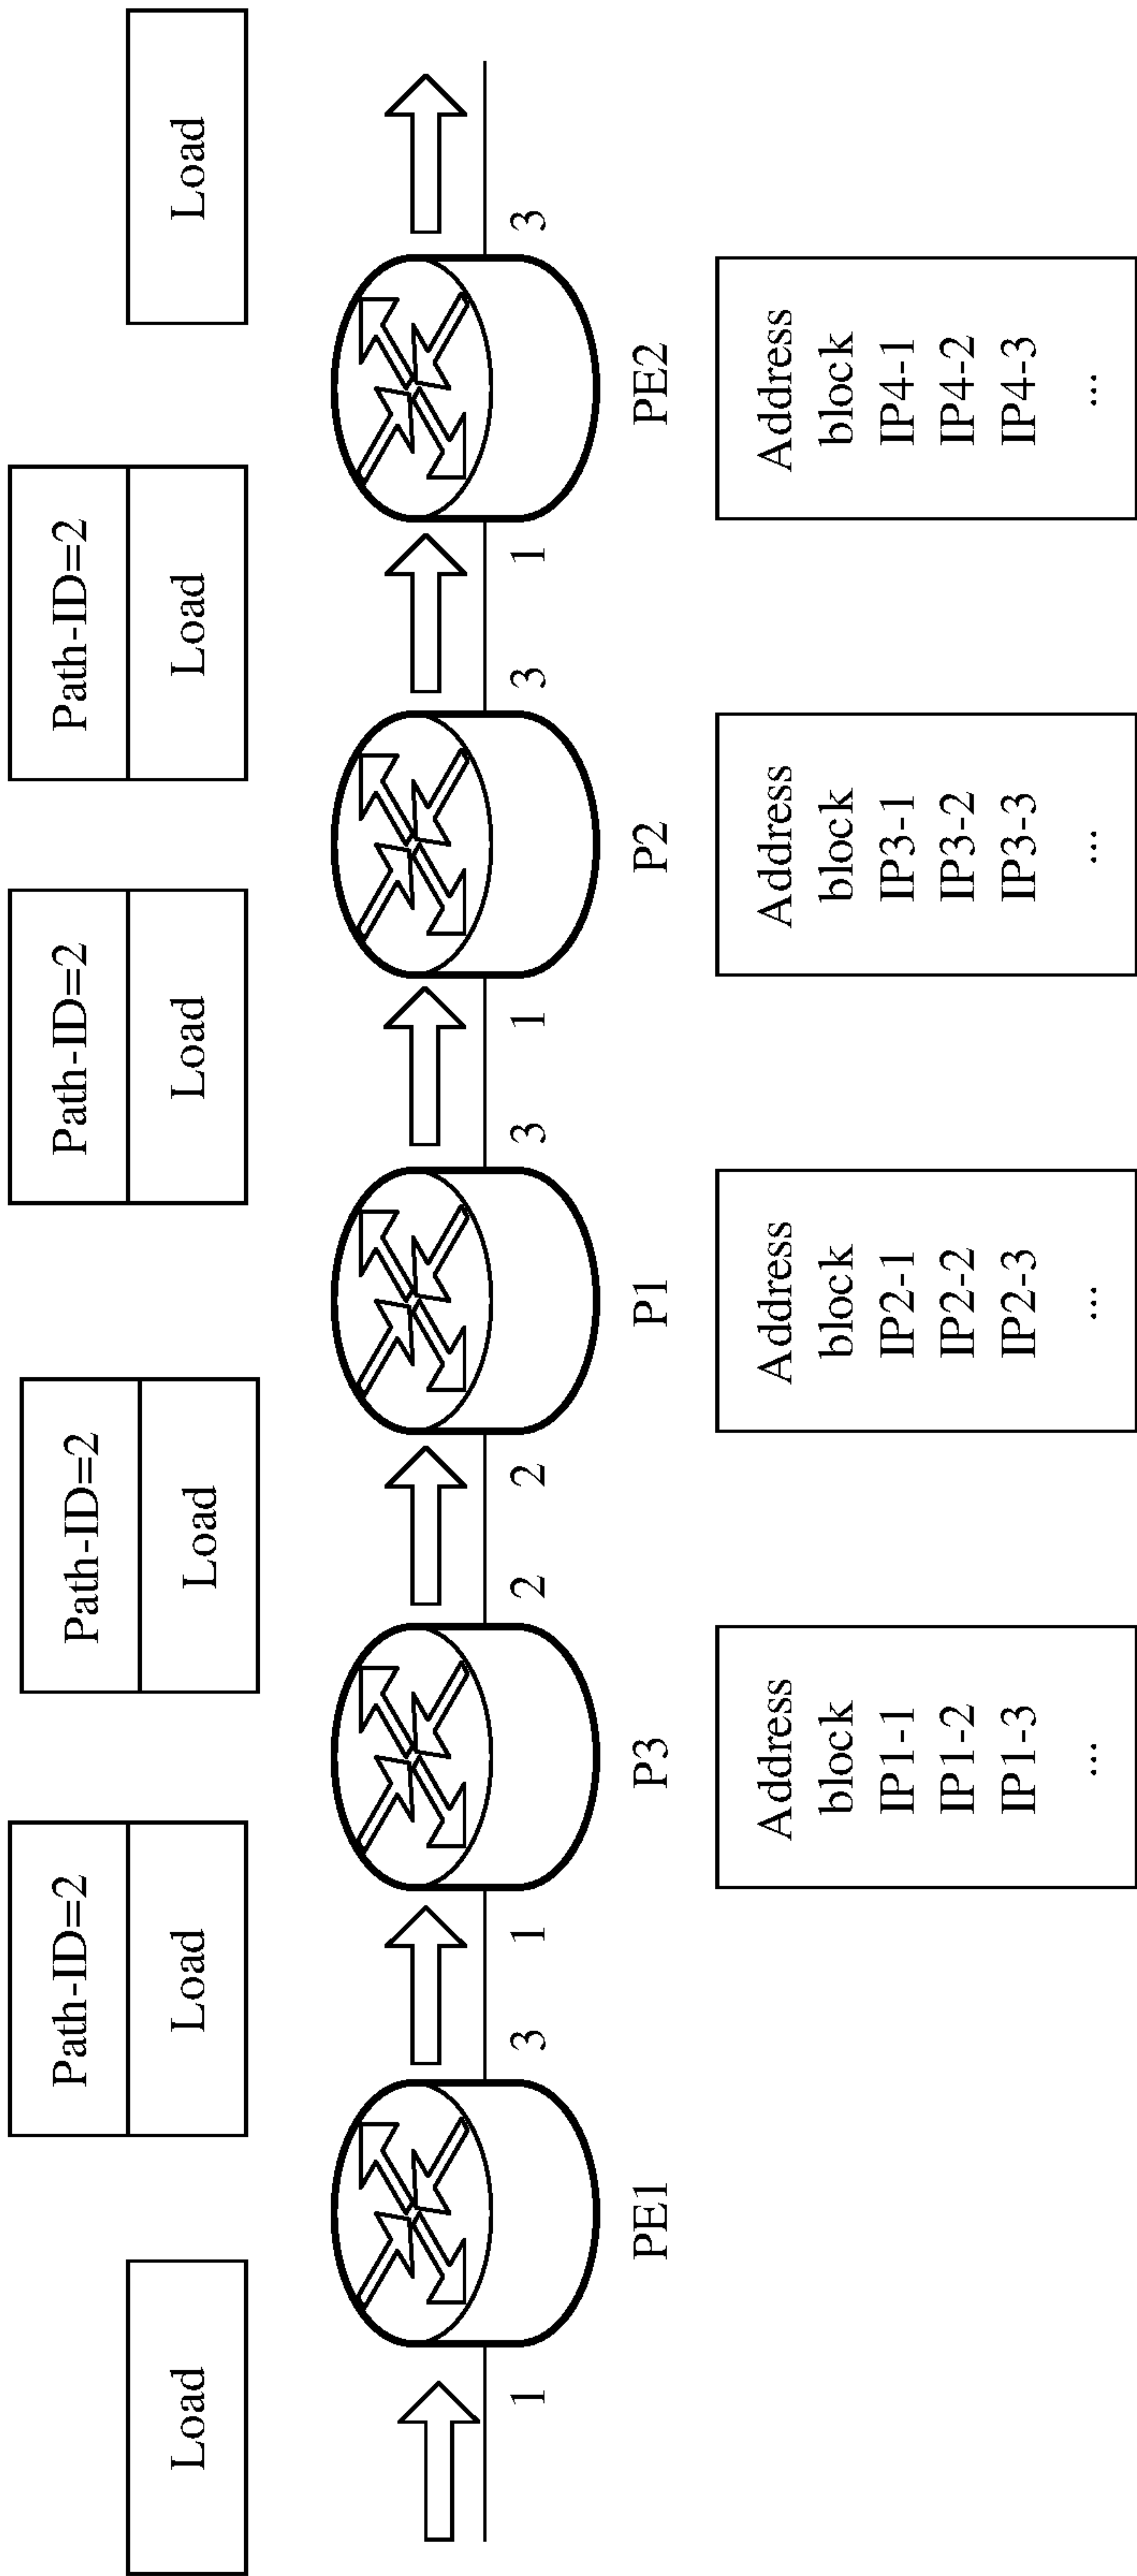 Load
Path-ID=2
Load
Path-ID=2
Load
Path-ID=2
Load
Path-ID=2
Load
Load
1
3
1
2
2
3
1
3
1
3
PE1
P3
P1
P2
PE2
Address
block
IP1-1
IP1-2
IP1-3
...
Address
block
IP2-1
IP2-2
IP2-3
...
Address
block
IP3-1
IP3-2
IP3-3
...
Address
block
IP4-1
IP4-2
IP4-3
...